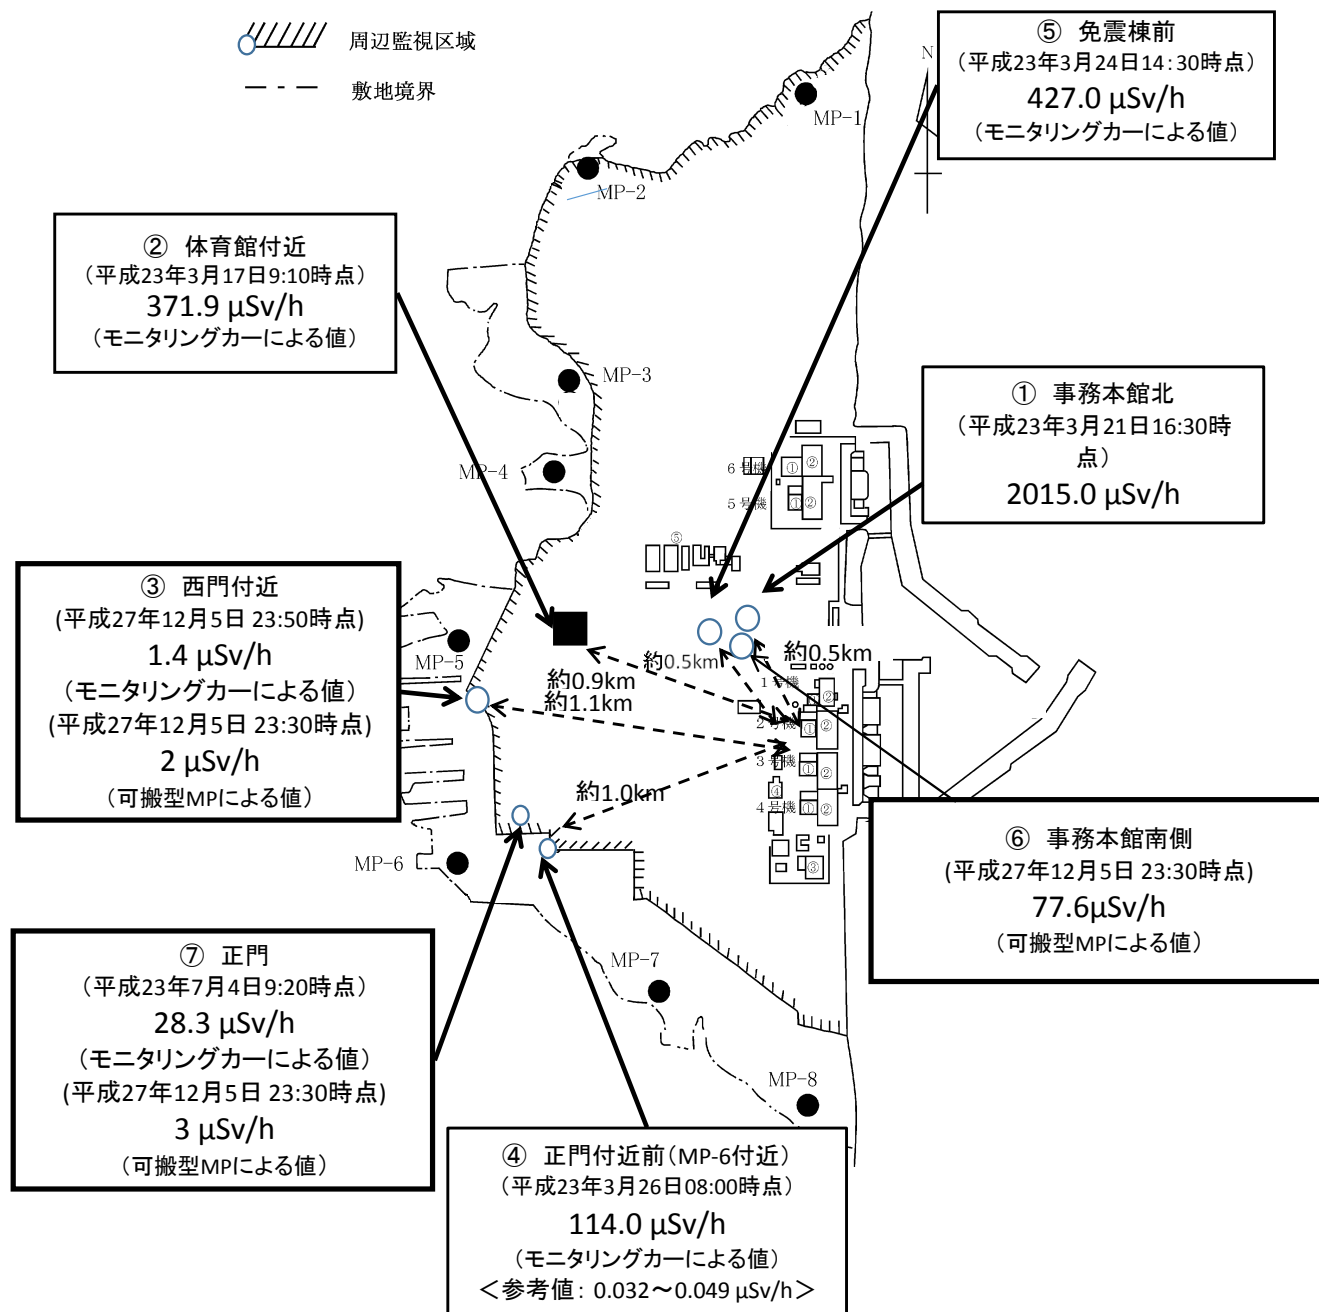 周辺監視区域
敷地境界
⑤ 免震棟前
(平成23年3月24日14:30時点)
427.0 μSv/h
(モニタリングカーによる値)
N
MP-1
MP-2
② 体育館付近
(平成23年3月17日9:10時点)
371.9 μSv/h
(モニタリングカーによる値)
MP-3
MP-4
① 事務本館北
(平成23年3月21日16:30時
点)
2015.0 μSv/h
6号機
① ②
5号機
① ②
⑤
③ 西門付近
(平成27年12月5日 23:50時点)
1.4 μSv/h
(モニタリングカーによる値)
(平成27年12月5日 23:30時点)
2 μSv/h
(可搬型MPによる値)
MP-5
約0.5km
約0.5km
約0.9km
約1.1km
1号機
②
2号機
① ②
3号機
① ②
④
4号機
① ②
③
約1.0km
MP-6
⑥ 事務本館南側
(平成27年12月5日 23:30時点)
77.6μSv/h
(可搬型MPによる値)
⑦ 正門
(平成23年7月4日9:20時点)
28.3 μSv/h
(モニタリングカーによる値)
(平成27年12月5日 23:30時点)
3 μSv/h
(可搬型MPによる値)
MP-7
MP-8
④ 正門付近前(MP-6付近)
(平成23年3月26日08:00時点)
114.0 μSv/h
(モニタリングカーによる値)
<参考値: 0.032~0.049 μSv/h>